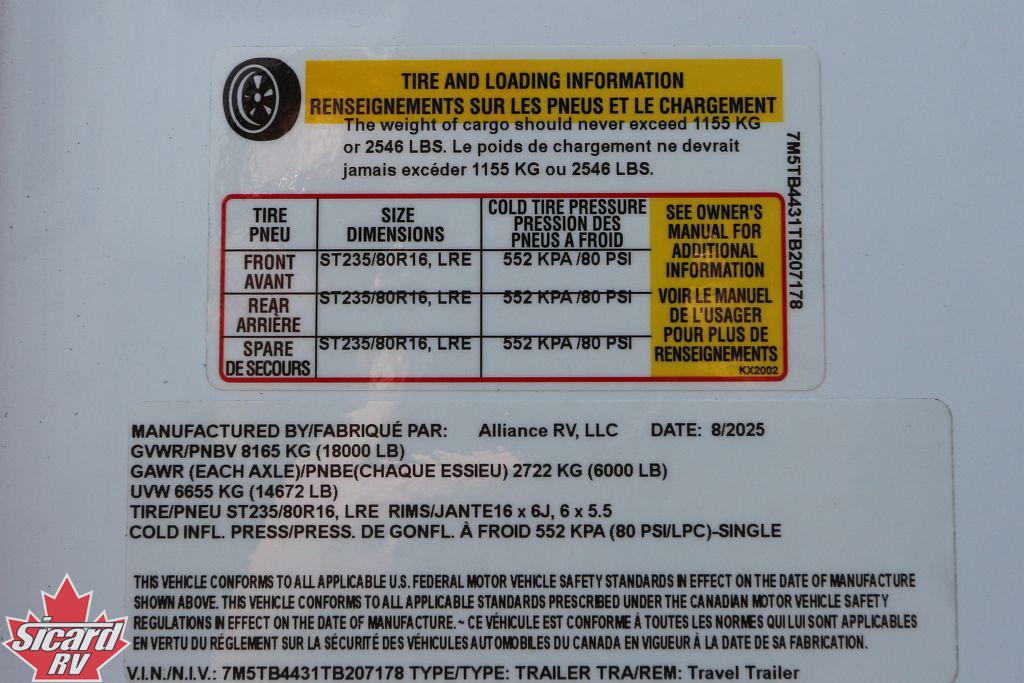 TIRE AND LOADING INFORMATION
RENSEIGNEMENTS SUR LES PNEUS ET LE CHARGEMENT
The weight of cargo should never exceed 1155 KG
or 2546 LBS. Le poids de chargement ne devrait
jamais excéder 1155 KG ou 2546 LBS.
TIRE
PNEU
SIZE
DIMENSIONS
COLD TIRE PRESSURE
PRESSION DES
PNEUS A FROID
FRONT
AVANT
ST235/80R16, LRE
552 KPA /80 PSI
REAR
ARRIÈRE
ST235/80R16, LRE
552 KPA /80 PSI
SPARE
DE SECOURS
ST235/80R16, LRE
552 KPA /80 PSI
SEE OWNER'S
MANUAL FOR
ADDITIONAL
INFORMATION
VOIR LE MANUEL
DE L'USAGER
POUR PLUS DE
RENSEIGNEMENTS
KX2002
7M5TB4431TB207178
MANUFACTURED BY/FABRIQUÉ PAR: Alliance RV, LLC DATE: 8/2025
GVWR/PNBV 8165 KG (18000 LB)
GAWR (EACH AXLE)/PNBE(CHAQUE ESSIEU) 2722 KG (6000 LB)
UVW 6655 KG (14672 LB)
TIRE/PNEU ST235/80R16, LRE RIMS/JANTE16 x 6J, 6 x 5.5
COLD INFL. PRESS/PRESS. DE GONFL. À FROID 552 KPA (80 PSI/LPC)-SINGLE
THIS VEHICLE CONFORMS TO ALL APPLICABLE U.S. FEDERAL MOTOR VEHICLE SAFETY STANDARDS IN EFFECT ON THE DATE OF MANUFACTURE
SHOWN ABOVE. THIS VEHICLE CONFORMS TO ALL APPLICABLE STANDARDS PRESCRIBED UNDER THE CANADIAN MOTOR VEHICLE SAFETY
REGULATIONS IN EFFECT ON THE DATE OF MANUFACTURE. ~ CE VÉHICULE EST CONFORME À TOUTES LES NORMES QUI LUI SONT APPLICABLES
EN VERTU DU RÉGLEMENT SUR LA SÉCURITÉ DES VÉHICULES AUTOMOBILES DU CANADA EN VIGUEUR À LA DATE DE SA FABRICATION.
V.I.N./N.I.V.: 7M5TB4431TB207178 TYPE/TYPE: TRAILER TRA/REM: Travel Trailer
Sicard
RV